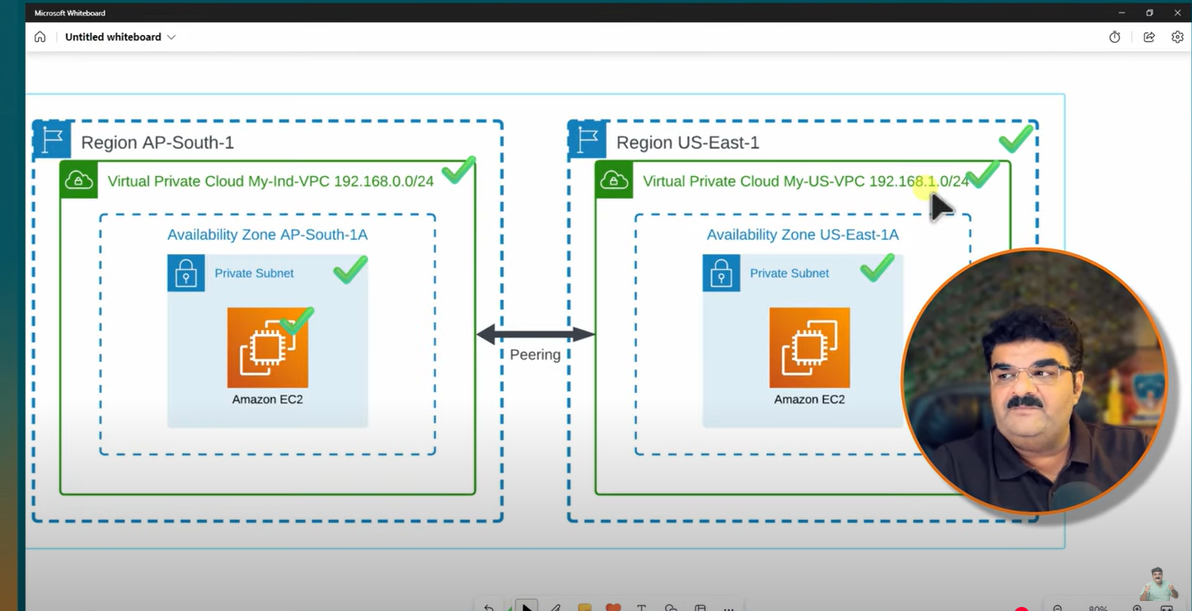 Microsoft Whiteboard
Untitled whiteboard
Region AP-South-1
Virtual Private Cloud My-Ind-VPC 192.168.0.0/24
Availability Zone AP-South-1A
Private Subnet
Amazon EC2
Peering
Region US-East-1
Virtual Private Cloud My-US-VPC 192.168.1.0/24
Availability Zone US-East-1A
Private Subnet
Amazon EC2
80%